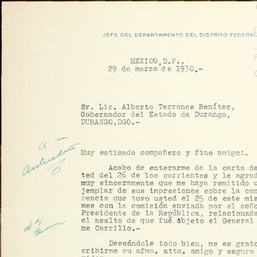 JEFE DEL DEPARTAMENTO DEL DISTRITO FEDERAL
MEXICO, D.F.,
29 de marzo de 1930.-
Sr. Lic. Alberto Terrones Benítez,
Gobernador del Estado de Durango,
DURANGO, DGO.-
A su
Antecedente
Muy estimado compañero y fino amigo:
Acabo de enterarme de la carta de
ted del 26 de los corrientes y le agrad
muy sinceramente que me haya remitido u
jemplar de sus impresiones sobre la con
rencia que tuvo usted el 25 de este mis
mes con la comisión enviada por el seño
Presidente de la República, relacionada
el asalto de que fué objeto el General
me Carrillo.
Deseándole todo bien, me es grato
cribirme su afmo. atto. amigo y seguro